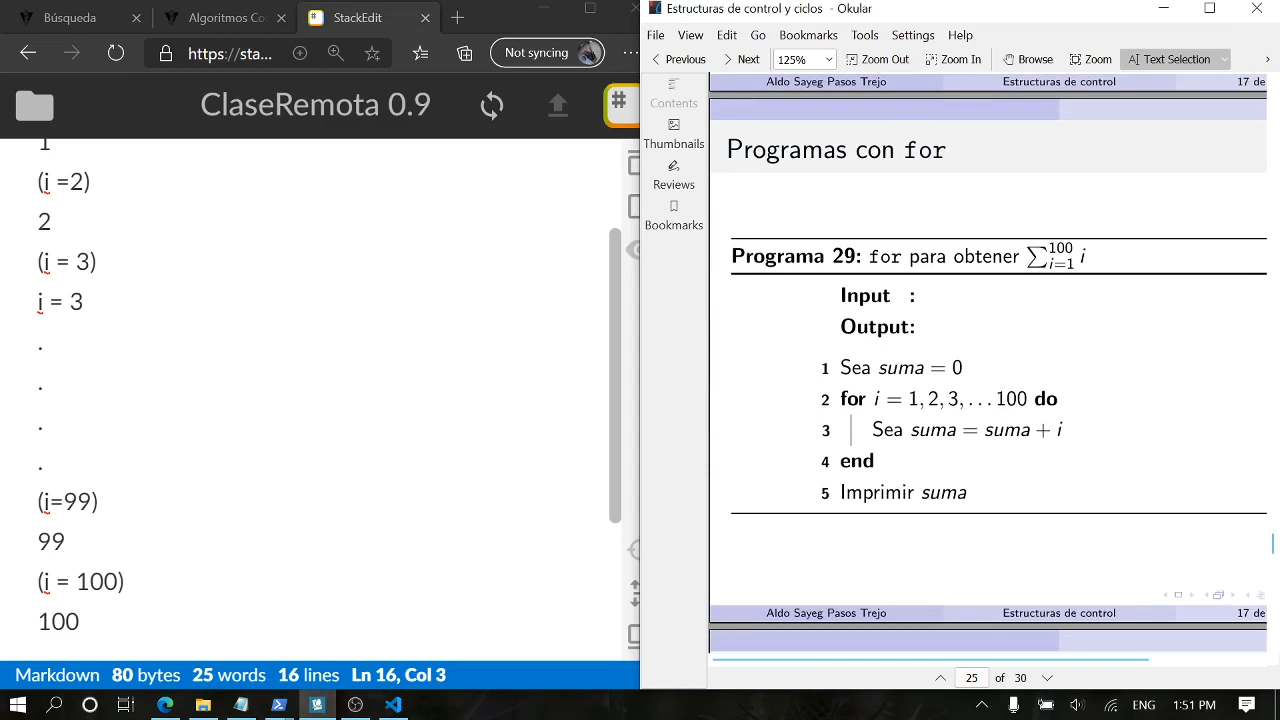 Búsqueda
Algoritmos Co
StackEdit
https://sta...
Not syncing
ClaseRemota 0.9
1
(i =2)
2
(i = 3)
i = 3
.
.
.
.
(i=99)
99
(i = 100)
100
Markdown 80 bytes 25 words 16 lines Ln 16, Col 3
Estructuras de control y ciclos - Okular
File View Edit Go Bookmarks Tools Settings Help
Previous Next 125% Zoom Out Zoom In Browse Zoom Text Selection
Contents
Thumbnails
Reviews
Bookmarks
Aldo Sayeg Pasos Trejo Estructuras de control 17 de
Programas con for
Programa 29: for para obtener ∑_{i=1}^{100} i
Input :
Output:
1 Sea suma = 0
2 for i = 1, 2, 3, . . . 100 do
3 Sea suma = suma + i
4 end
5 Imprimir suma
Aldo Sayeg Pasos Trejo Estructuras de control 17 de
25 of 30
ENG 1:51 PM